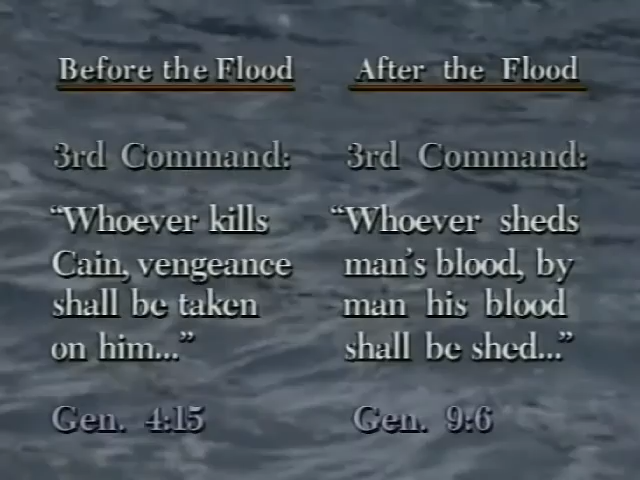 Before the Flood
After the Flood
3rd Command:
3rd Command:
“Whoever kills
Cain, vengeance
shall be taken
on him...”
“Whoever sheds
man's blood, by
man his blood
shall be shed...”
Gen. 4:15
Gen. 9:6